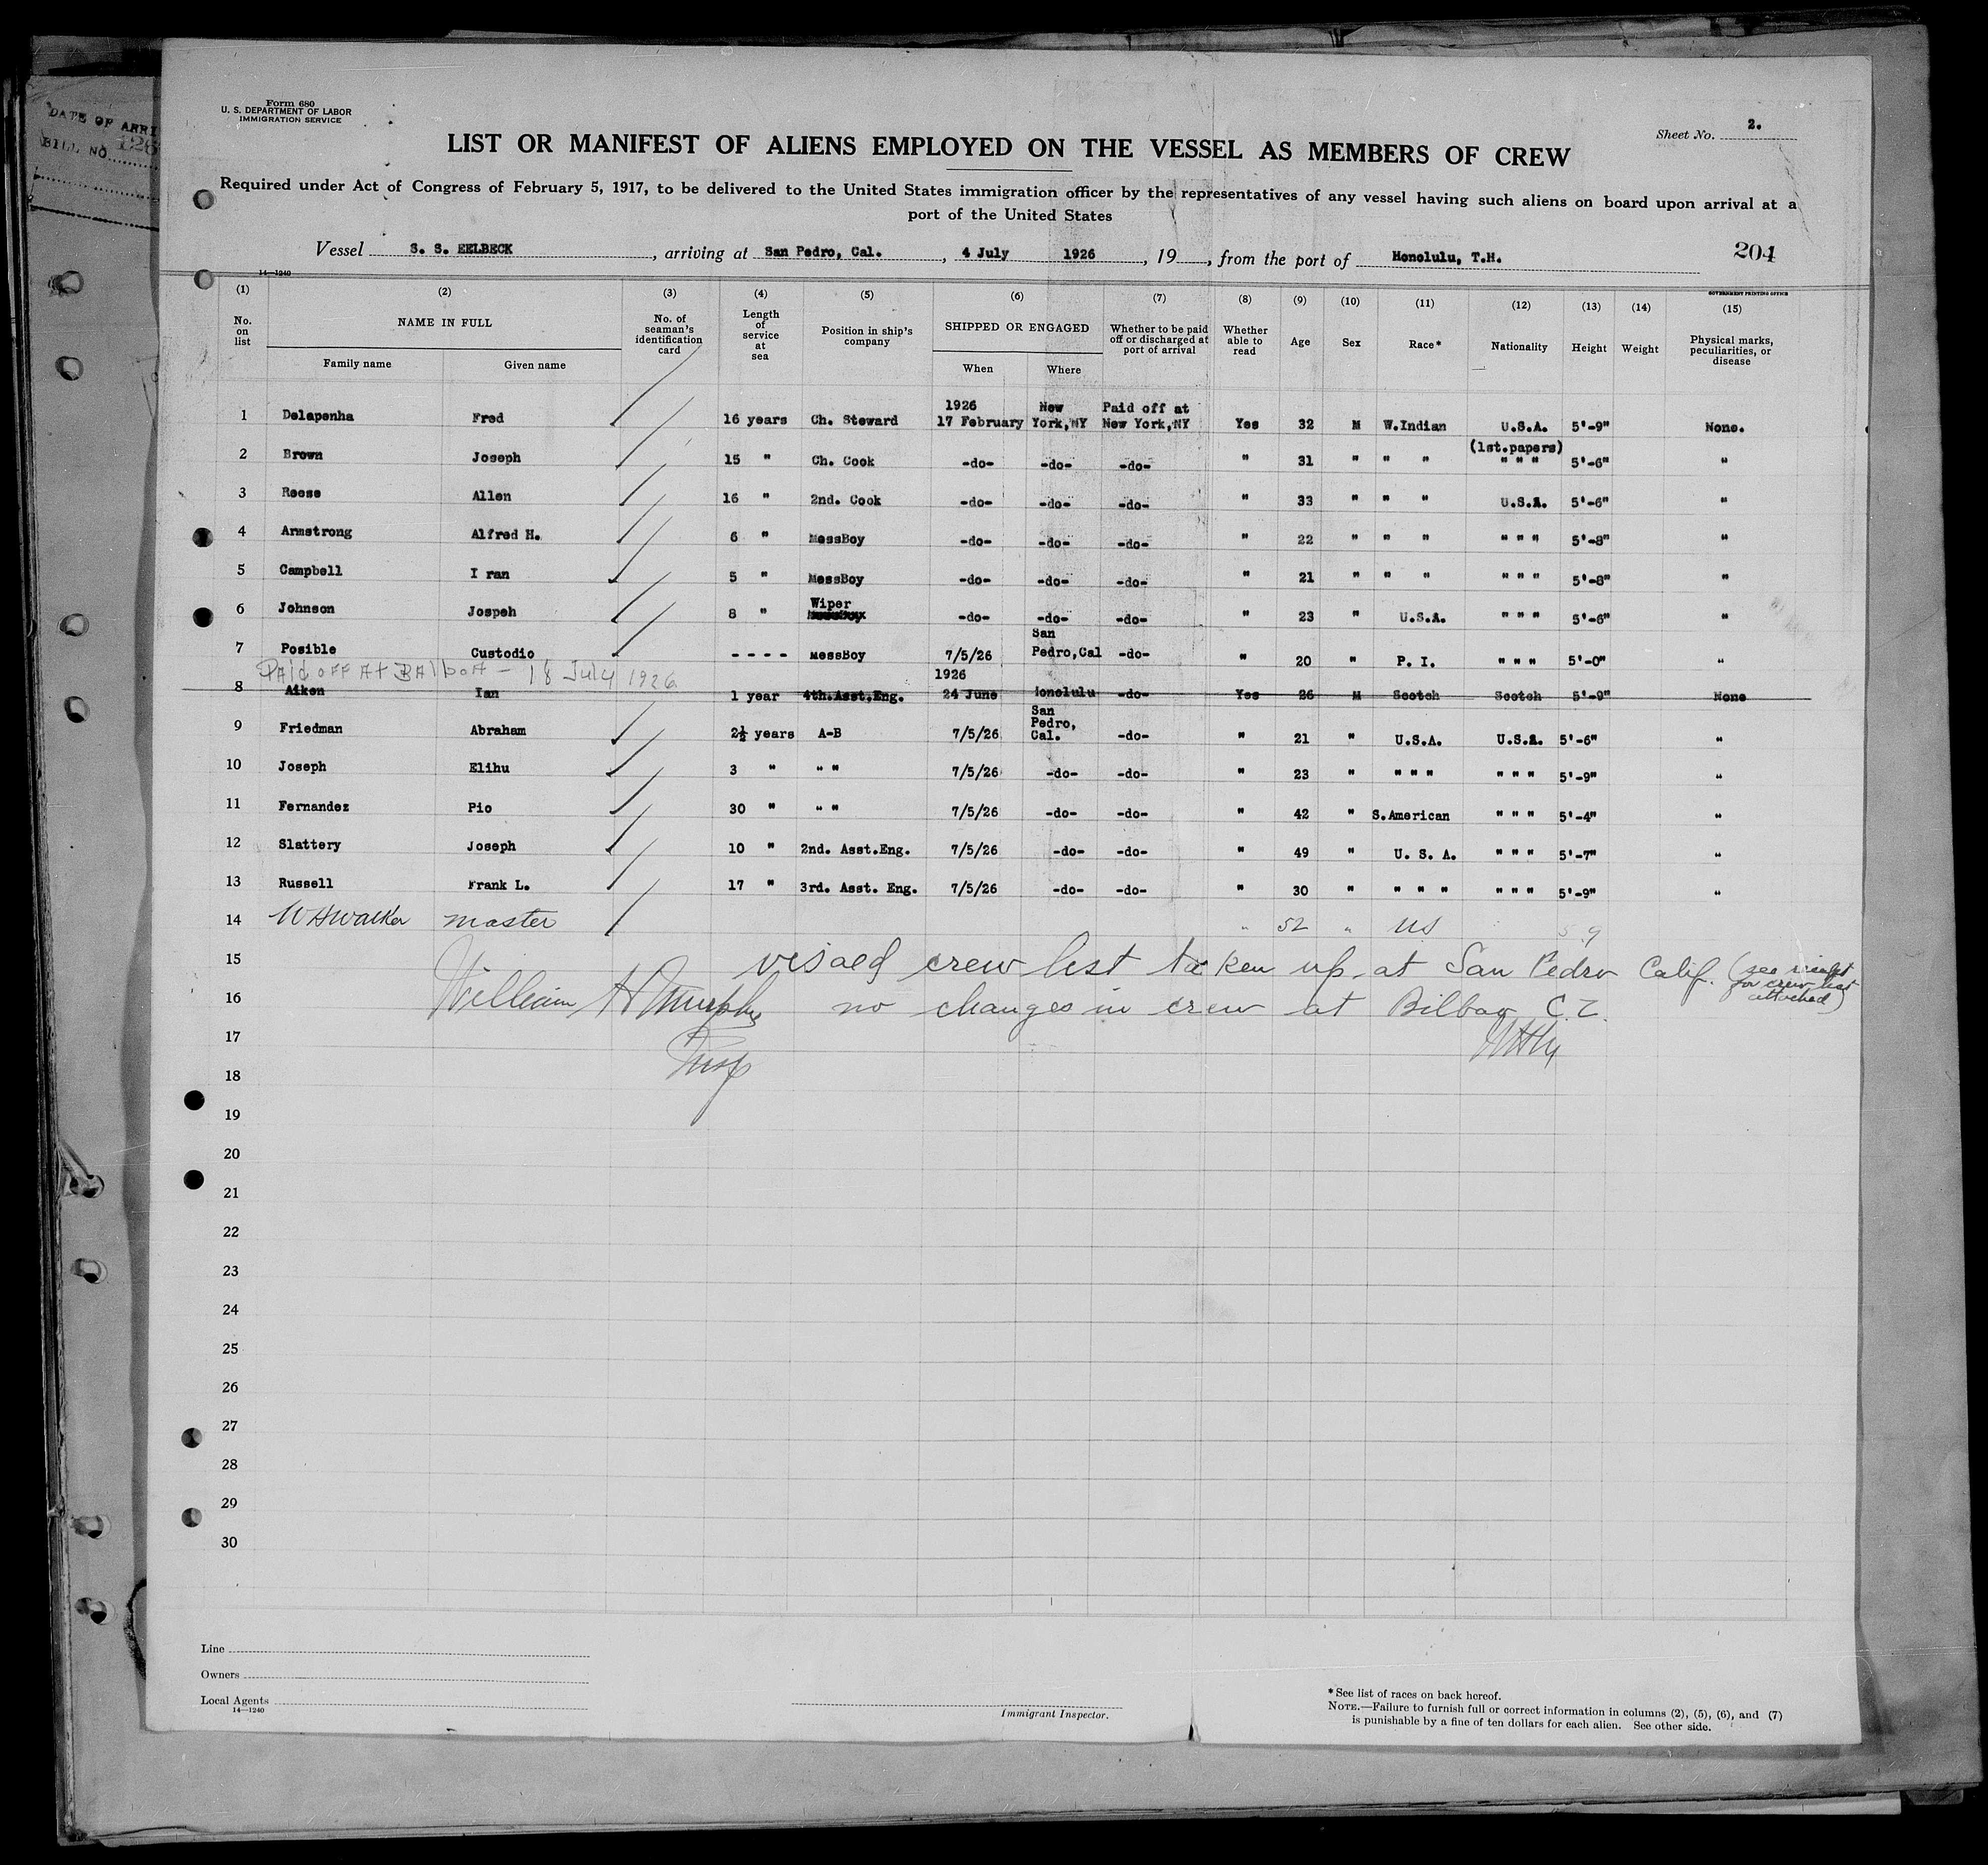 DATE OF ARRI
BILL NO. 126
Form 680
U. S. DEPARTMENT OF LABOR
IMMIGRATION SERVICE
Sheet No. 2.
LIST OR MANIFEST OF ALIENS EMPLOYED ON THE VESSEL AS MEMBERS OF CREW
Required under Act of Congress of February 5, 1917, to be delivered to the United States immigration officer by the representatives of any vessel having such aliens on board upon arrival at a
port of the United States
Vessel S. S. EELBECK, arriving at San Pedro, Cal., 4 July 1926, 19 , from the port of Honolulu, T.H. 204
14—1240
GOVERNMENT PRINTING OFFICE
(1) (2) (3) (4) (5) (6) (7) (8) (9) (10) (11) (12) (13) (14) (15)
No. on list NAME IN FULL Family name Given name No. of seaman's identification card Length of service at sea Position in ship's company SHIPPED OR ENGAGED When Where Whether to be paid off or discharged at port of arrival Whether able to read Age Sex Race* Nationality Height Weight Physical marks, peculiarities, or disease
1 Delapenha Fred 16 years Ch. Steward 1926 17 February New York,NY Paid off at New York,NY Yes 32 M W.Indian U.S.A. 5'-9" None.
2 Brown Joseph 15 " Ch. Cook -do- -do- -do- " 31 " " " (1st.papers) " " " 5'-6" "
3 Reese Allen 16 " 2nd. Cook -do- -do- -do- " 33 " " " U.S.A. 5'-6" "
4 Armstrong Alfred H. 6 " MessBoy -do- -do- -do- " 22 " " " " " " 5'-8" "
5 Campbell I ran 5 " MessBoy -do- -do- -do- " 21 " " " " " " 5'-8" "
6 Johnson Jospeh 8 " Wiper MessBoy -do- -do- -do- " 23 " U.S.A. " " " 5'-6" "
7 Posible Custodio - - - - MessBoy 7/5/26 San Pedro,Cal -do- " 20 " P. I. " " " 5'-0" "
Paid off At Balboa - 18 July 1926
8 Aiken Ian 1 year 4th.Asst.Eng. 1926 24 June Honolulu -do- Yes 26 M Scotch Scotch 5'-9" None
9 Friedman Abraham 2½ years A-B 7/5/26 San Pedro, Cal. -do- " 21 " U.S.A. U.S.A. 5'-6" "
10 Joseph Elihu 3 " " " 7/5/26 -do- -do- " 23 " " " " " " " 5'-9" "
11 Fernandez Pio 30 " " " 7/5/26 -do- -do- " 42 " S.American " " " 5'-4" "
12 Slattery Joseph 10 " 2nd. Asst.Eng. 7/5/26 -do- -do- " 49 " U. S. A. " " " 5'-7" "
13 Russell Frank L. 17 " 3rd. Asst. Eng. 7/5/26 -do- -do- " 30 " " " " " " " 5'-9" "
14 W H Walker master " 52 " US 5 9
15 visaed crew list taken up at San Pedro Calif. (see for crew list attached)
16 William H Murphy no changes in crew at Bilbao C.Z.
17 Insp
18
19
20
21
22
23
24
25
26
27
28
29
30
Line
Owners
Local Agents
14—1240
Immigrant Inspector.
* See list of races on back hereof.
NOTE.—Failure to furnish full or correct information in columns (2), (5), (6), and (7)
is punishable by a fine of ten dollars for each alien. See other side.